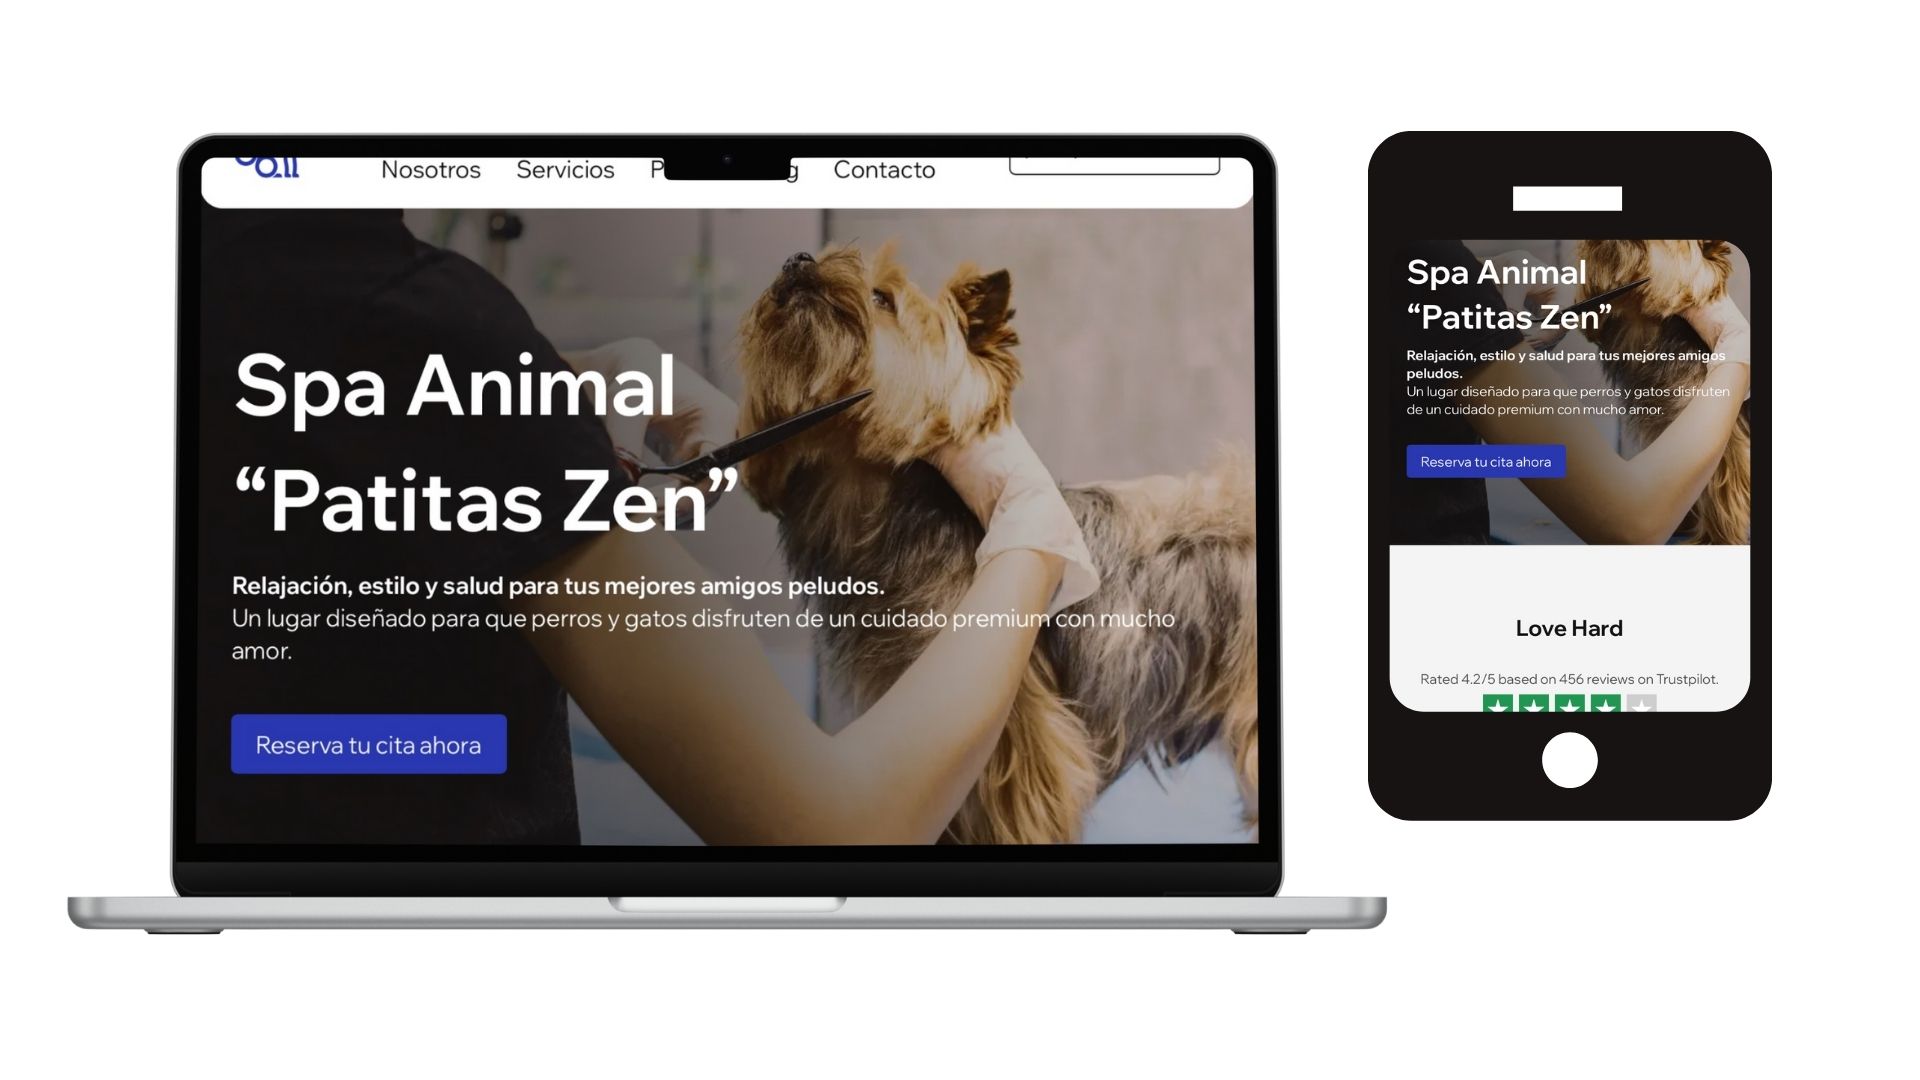 Nosotros Servicios Contacto
Spa Animal
“Patitas Zen”
Relajación, estilo y salud para tus mejores amigos peludos.
Un lugar diseñado para que perros y gatos disfruten de un cuidado premium con mucho
amor.
Reserva tu cita ahora
Spa Animal
“Patitas Zen”
Relajación, estilo y salud para tus mejores amigos
peludos.
Un lugar diseñado para que perros y gatos disfruten
de un cuidado premium con mucho amor.
Reserva tu cita ahora
Love Hard
Rated 4.2/5 based on 456 reviews on Trustpilot.